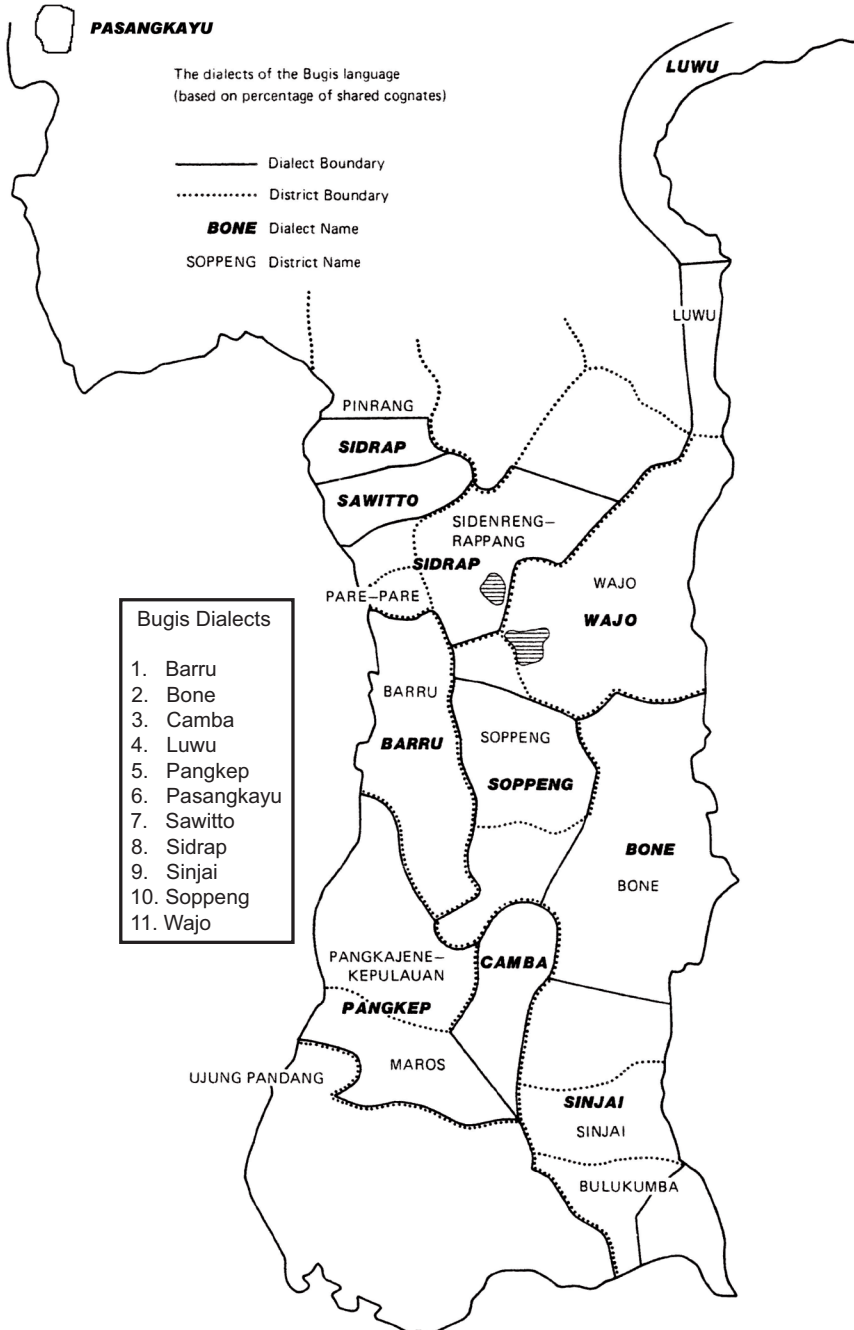 PASANGKAYU
The dialects of the Bugis language
(based on percentage of shared cognates)
Dialect Boundary
District Boundary
BONE Dialect Name
SOPPENG District Name
LUWU
LUWU
PINRANG
SIDRAP
SAWITTO
SIDENRENG–
RAPPANG
SIDRAP
PARE–PARE
WAJO
WAJO
Bugis Dialects
1. Barru
2. Bone
3. Camba
4. Luwu
5. Pangkep
6. Pasangkayu
7. Sawitto
8. Sidrap
9. Sinjai
10. Soppeng
11. Wajo
BARRU
BARRU
SOPPENG
SOPPENG
BONE
BONE
PANGKAJENE–
KEPULAUAN
CAMBA
PANGKEP
MAROS
UJUNG PANDANG
SINJAI
SINJAI
BULUKUMBA